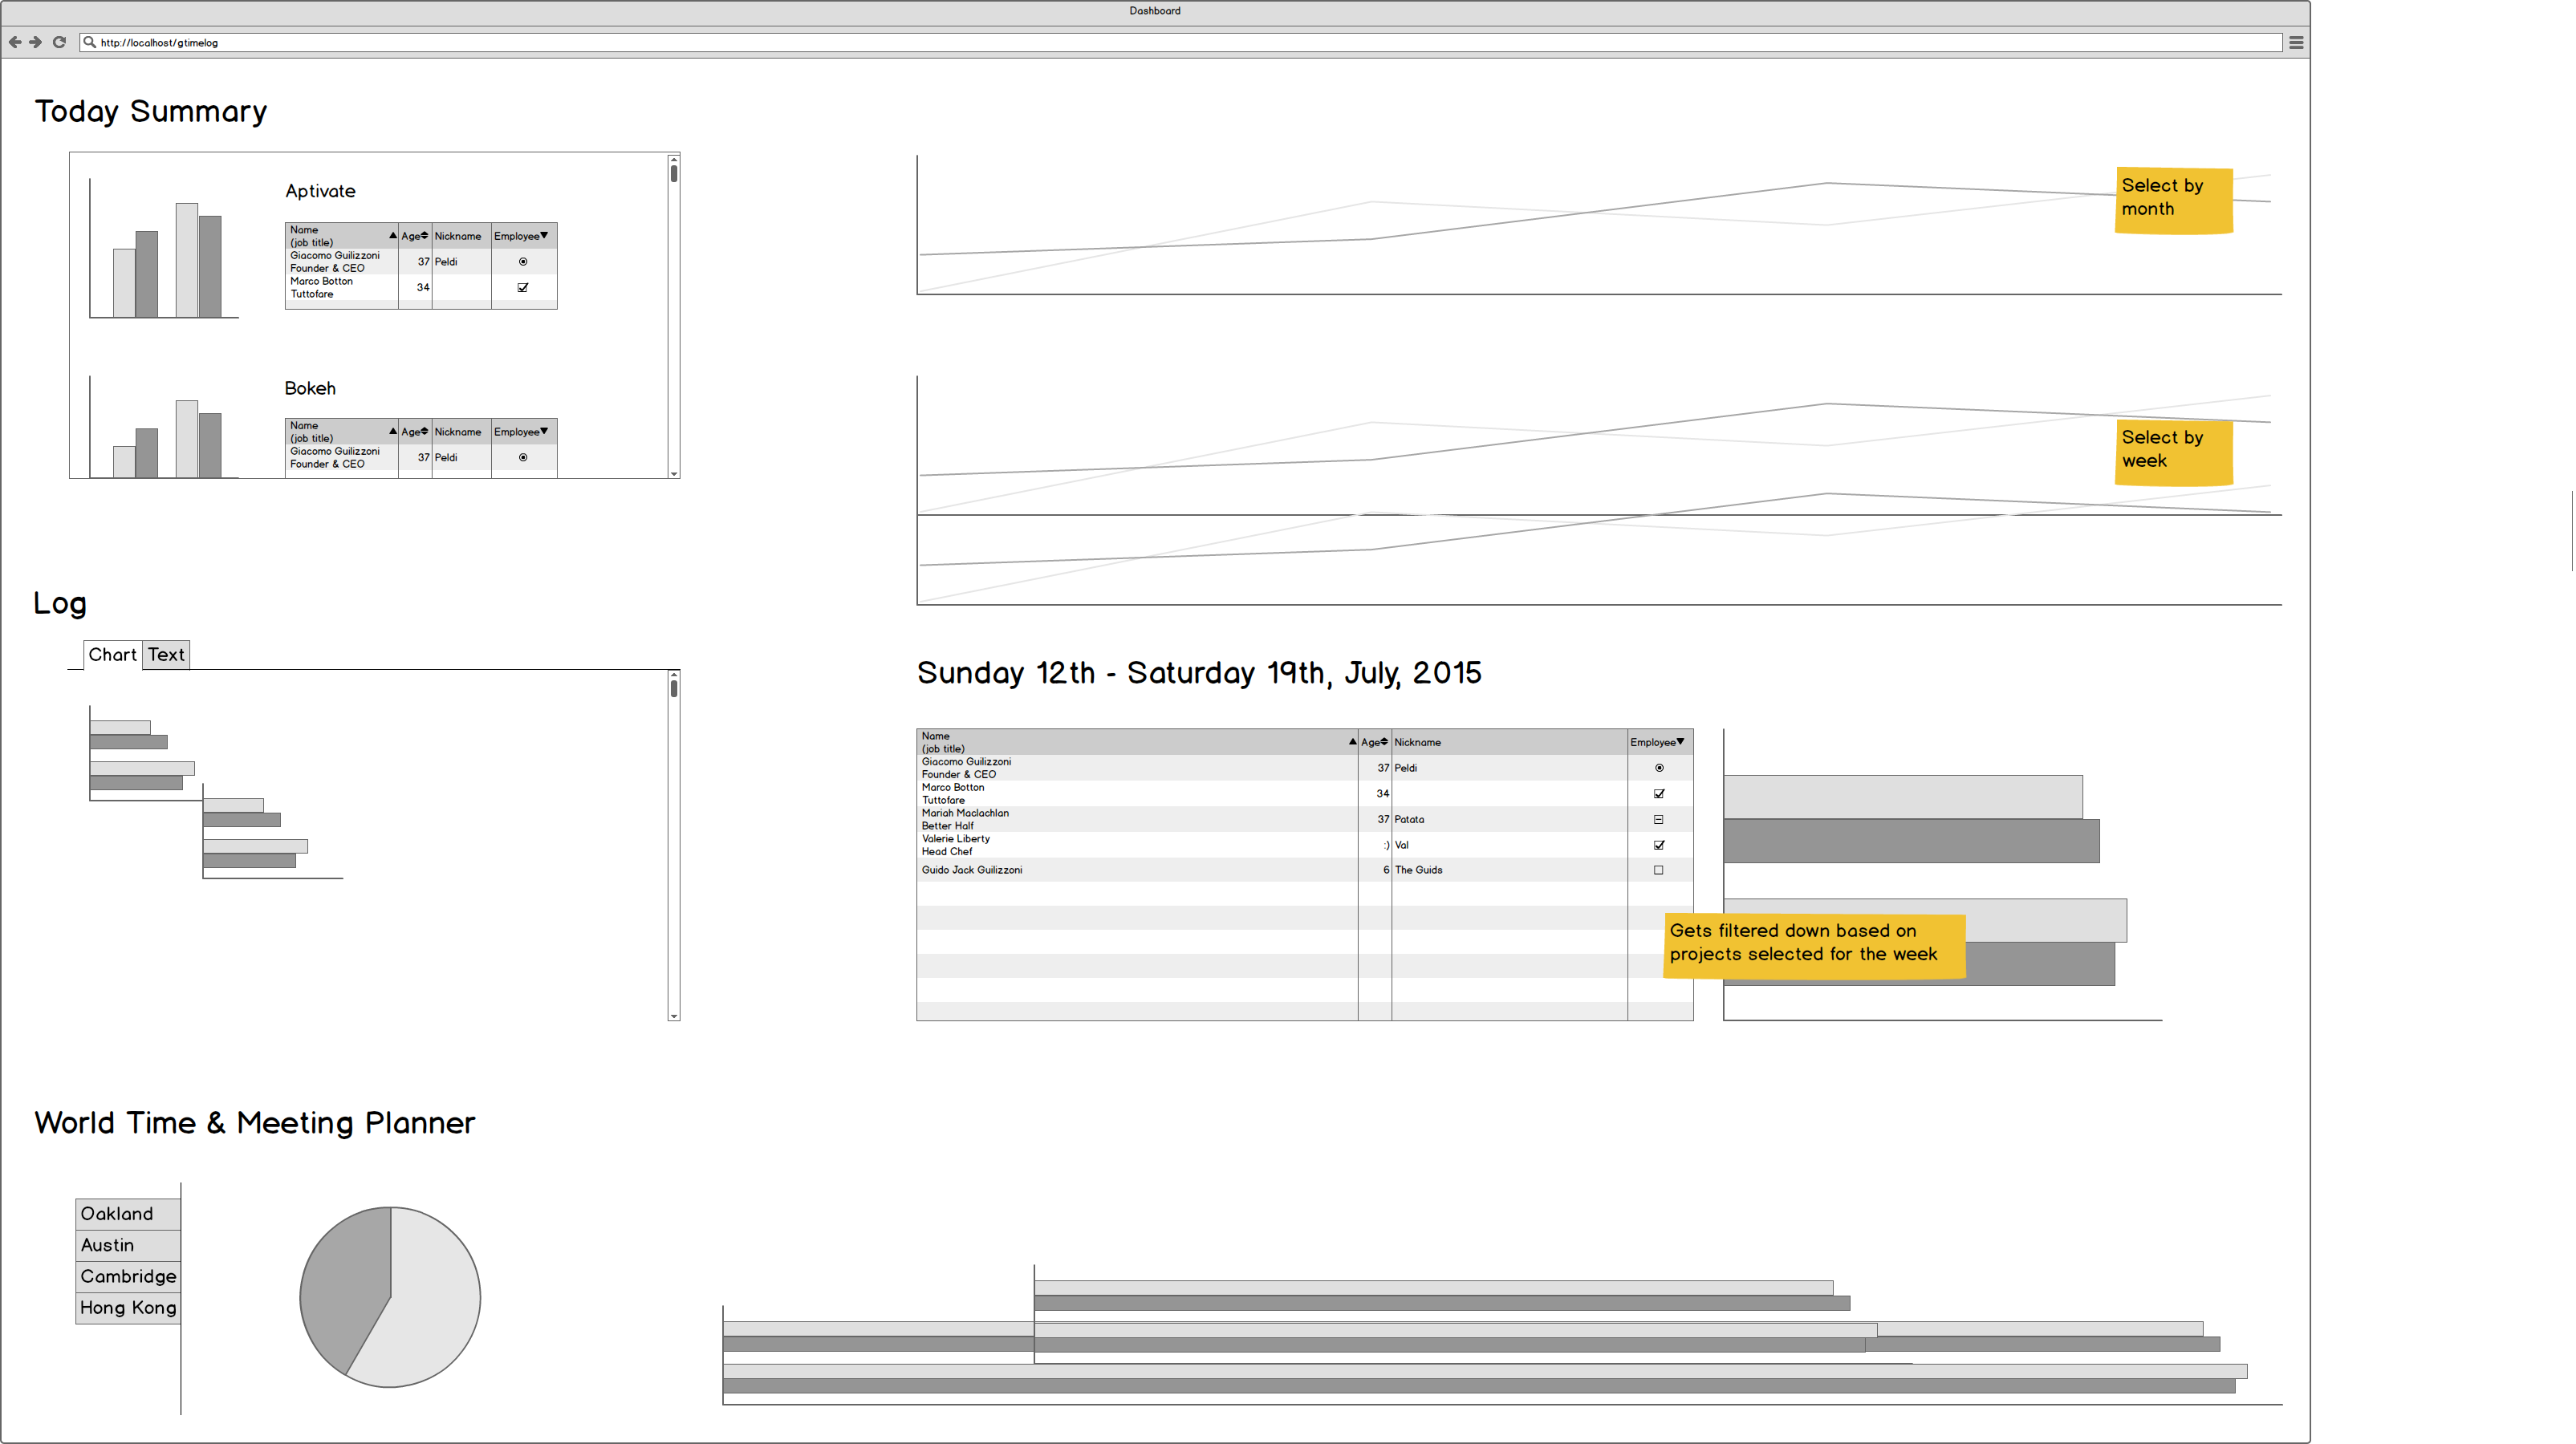 Dashboard
http://localhost/gtimelog
Today Summary
Aptivate
Name
(job title)
Age
Nickname
Employee
Giacomo Guilizzoni
Founder & CEO
37
Peldi
Marco Botton
Tuttofare
34
Bokeh
Name
(job title)
Age
Nickname
Employee
Giacomo Guilizzoni
Founder & CEO
37
Peldi
Select by
month
Select by
week
Log
Chart
Text
Sunday 12th - Saturday 19th, July, 2015
Name
(job title)
Age
Nickname
Employee
Giacomo Guilizzoni
Founder & CEO
37
Peldi
Marco Botton
Tuttofare
34
Mariah Maclachlan
Better Half
37
Patata
Valerie Liberty
Head Chef
:)
Val
Guido Jack Guilizzoni
6
The Guids
Gets filtered down based on
projects selected for the week
World Time & Meeting Planner
Oakland
Austin
Cambridge
Hong Kong